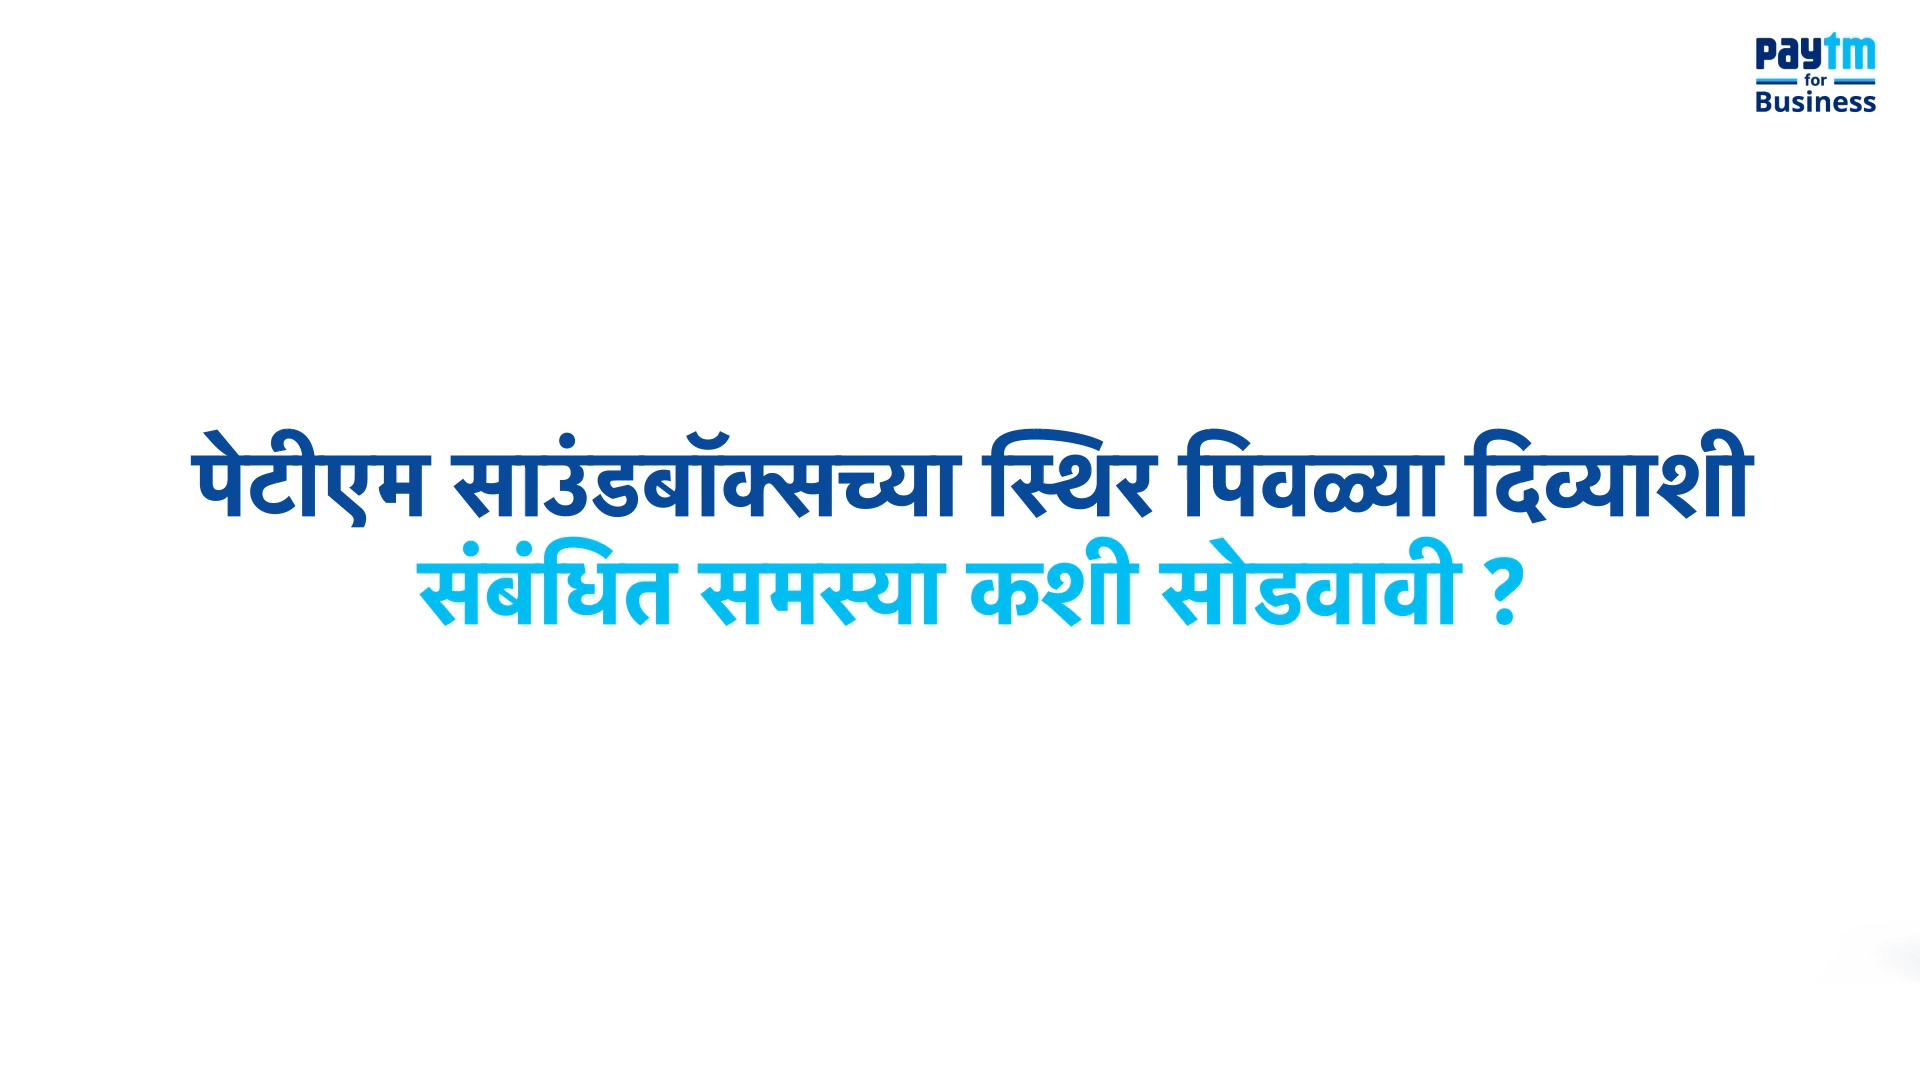 paytm
for
Business
पेटीएम साउंडबॉक्सच्या स्थिर पिवळ्या दिव्याशी
संबंधित समस्या कशी सोडवावी ?